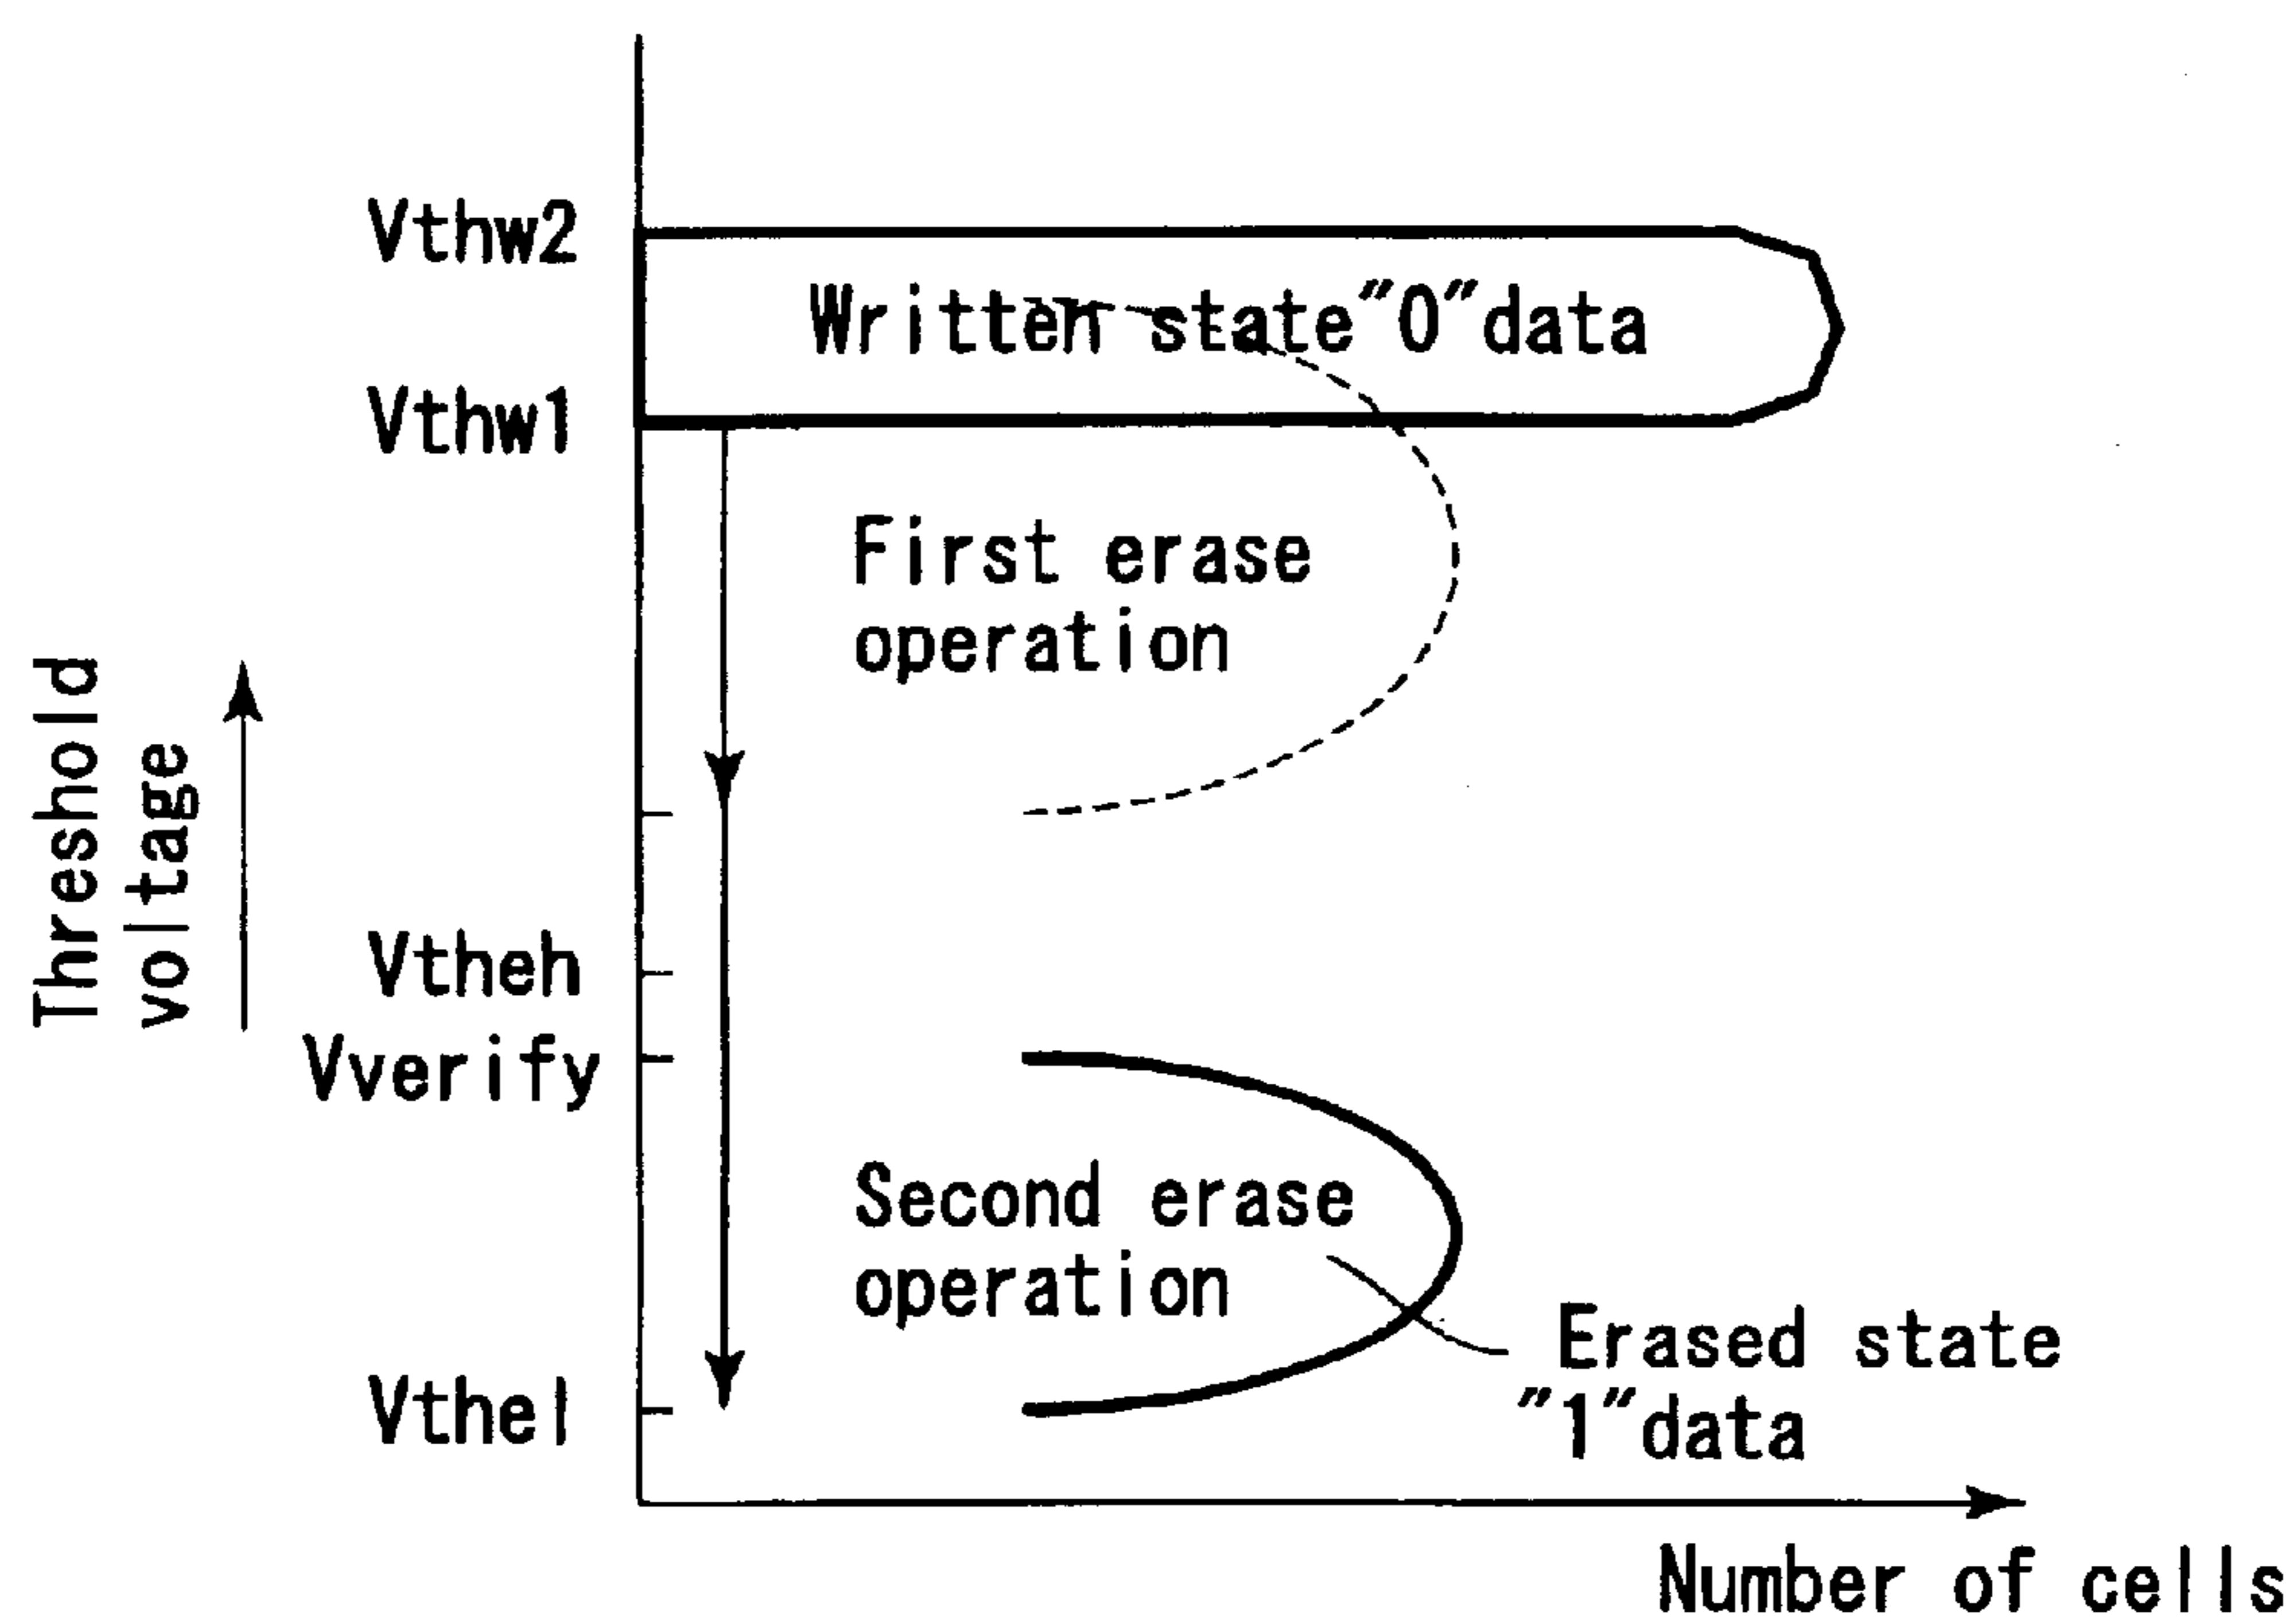 Vthw2
Written state"0"data
Vthw1
First erase
operation
Threshold
voltage
Vtheh
Vverify
Second erase
operation
Erased state
"1"data
Vthel
Number of cells